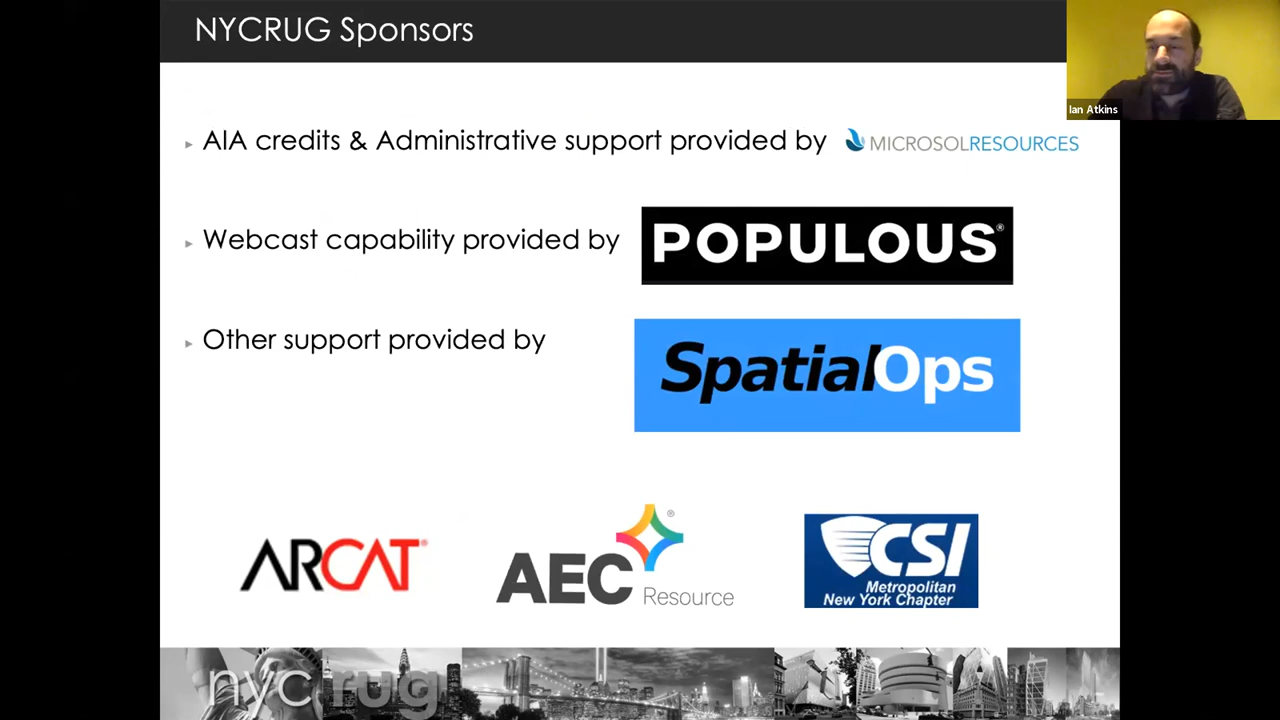 NYCRUG Sponsors
Ian Atkins
▸ AIA credits & Administrative support provided by MICROSOLRESOURCES
▸ Webcast capability provided by POPULOUS®
▸ Other support provided by SpatialOps
ARCAT®
AEC Resource®
CSI
Metropolitan
New York Chapter
nycrug